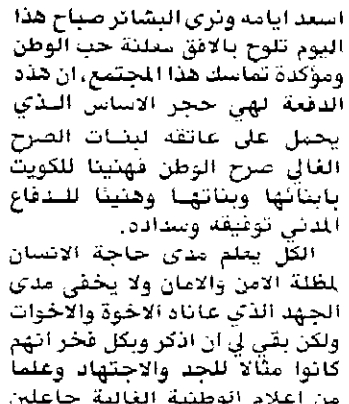 اسعد ايامه ونرى البشائر صباح هذا
اليوم تلوح بالافق معلنة حب الوطن
ومؤكدة تماسك هذا المجتمع، ان هذه
الدفعة لهي حجر الاساس الذي
يحمل على عاتقه لبنات الصرح
الغالي صرح الوطن فهنيئا للكويت
بابنائها وبناتها وهنيئا للدفاع
المدني توفيقه وسداده.
الكل يعلم مدى حاجة الانسان
لمظلة الامن والامان ولا يخفى مدى
الجهد الذي عاناه الاخوة والاخوات
ولكن بقي لي ان اذكر وبكل فخر انهم
كانوا مثالا للجد والاجتهاد وعلما
من اعلام الوطنية الغالية جاعلين